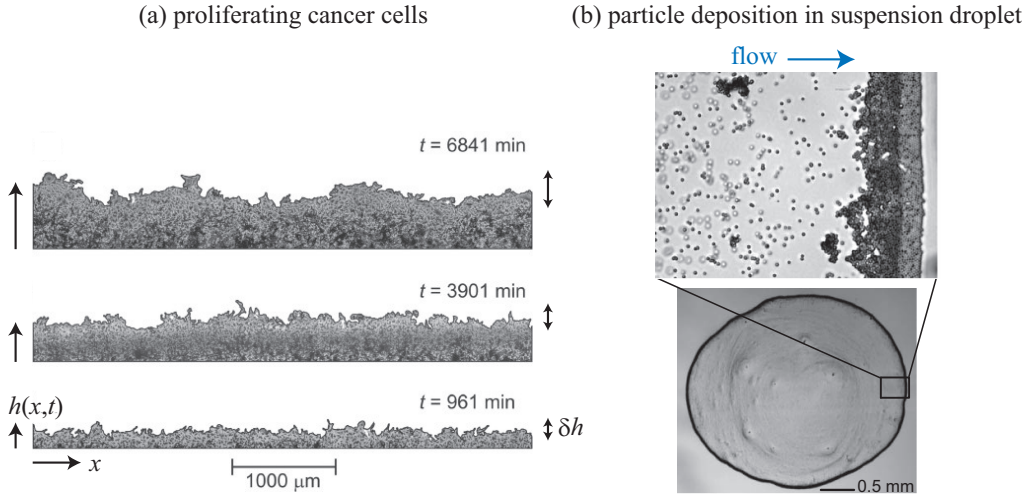 (a) proliferating cancer cells
t = 6841 min
t = 3901 min
t = 961 min
h(x,t)
δh
x
1000 μm
(b) particle deposition in suspension droplet
flow
0.5 mm